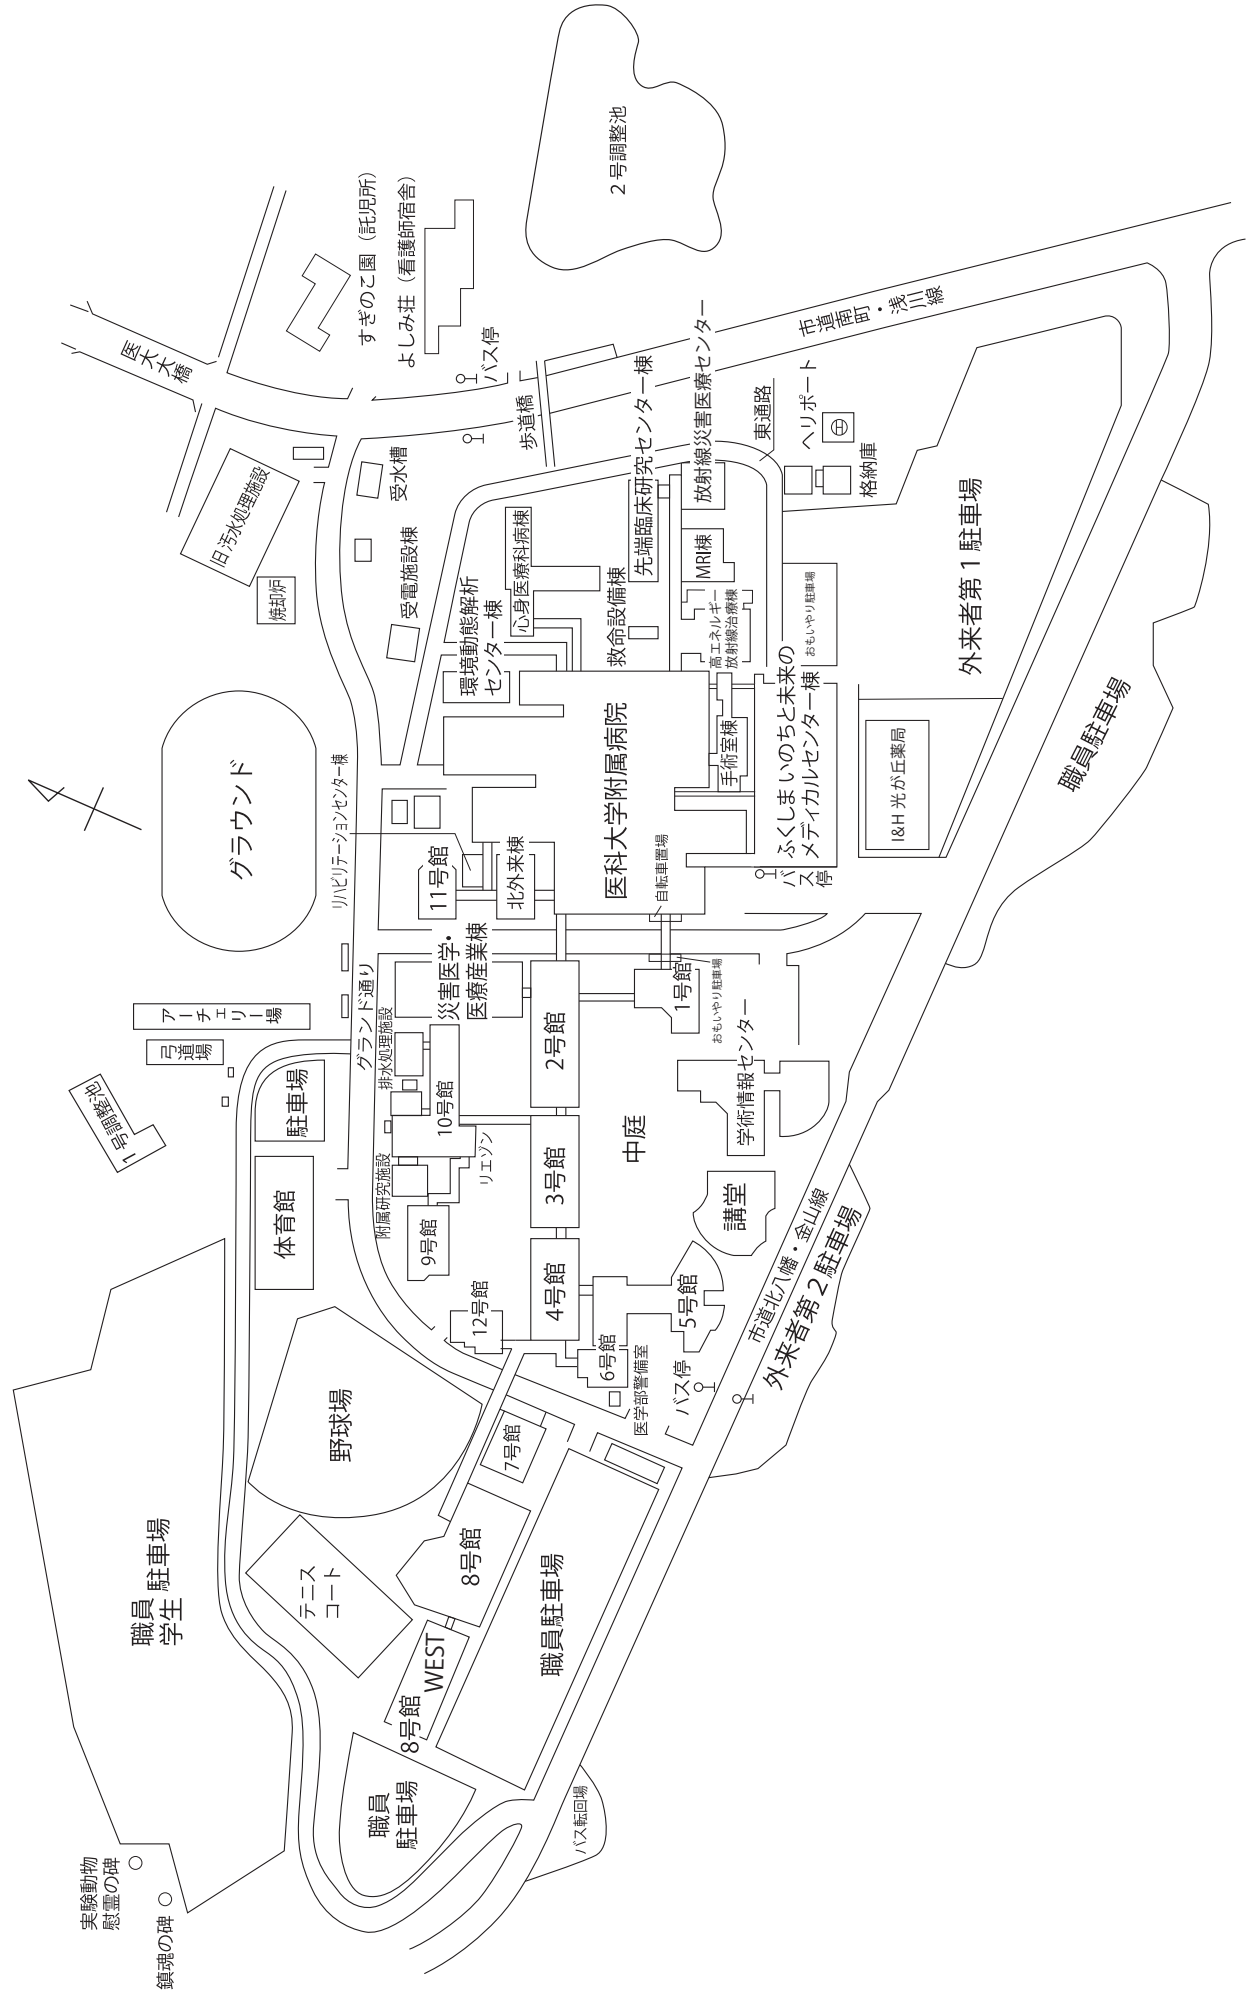 実験動物
慰霊の碑
鎮魂の碑
職員
学生
駐車場
1号調整池
弓道場
アーチェリー場
グラウンド
旧汚水処理施設
焼却炉
医大大橋
すぎのこ園（託児所）
よしみ荘（看護師宿舎）
2号調整池
バス停
歩道橋
受水槽
受電施設棟
職員
駐車場
8号館
WEST
テニス
コート
野球場
体育館
駐車場
グランド通り
リハビリテーションセンター棟
11号館
北外来棟
災害医学・
医療産業棟
排水処理施設
10号館
附属研究施設
リエゾン
9号館
12号館
7号館
8号館
職員駐車場
バス転回場
4号館
3号館
2号館
6号館
医学部警備室
5号館
バス停
講堂
中庭
学術情報センター
1号館
おもいやり駐車場
自転車置場
医科大学附属病院
環境動態解析
センター棟
心身医療科病棟
救命設備棟
先端臨床研究センター棟
放射線災害医療センター
MRI棟
高エネルギー
放射線治療棟
手術室棟
ふくしま いのちと未来の
メディカルセンター棟
おもいやり駐車場
バス停
東通路
ヘリポート
格納庫
市道南町・浅川線
外来者第1駐車場
I&H 光が丘薬局
職員駐車場
市道北八幡・金山線
外来者第2駐車場